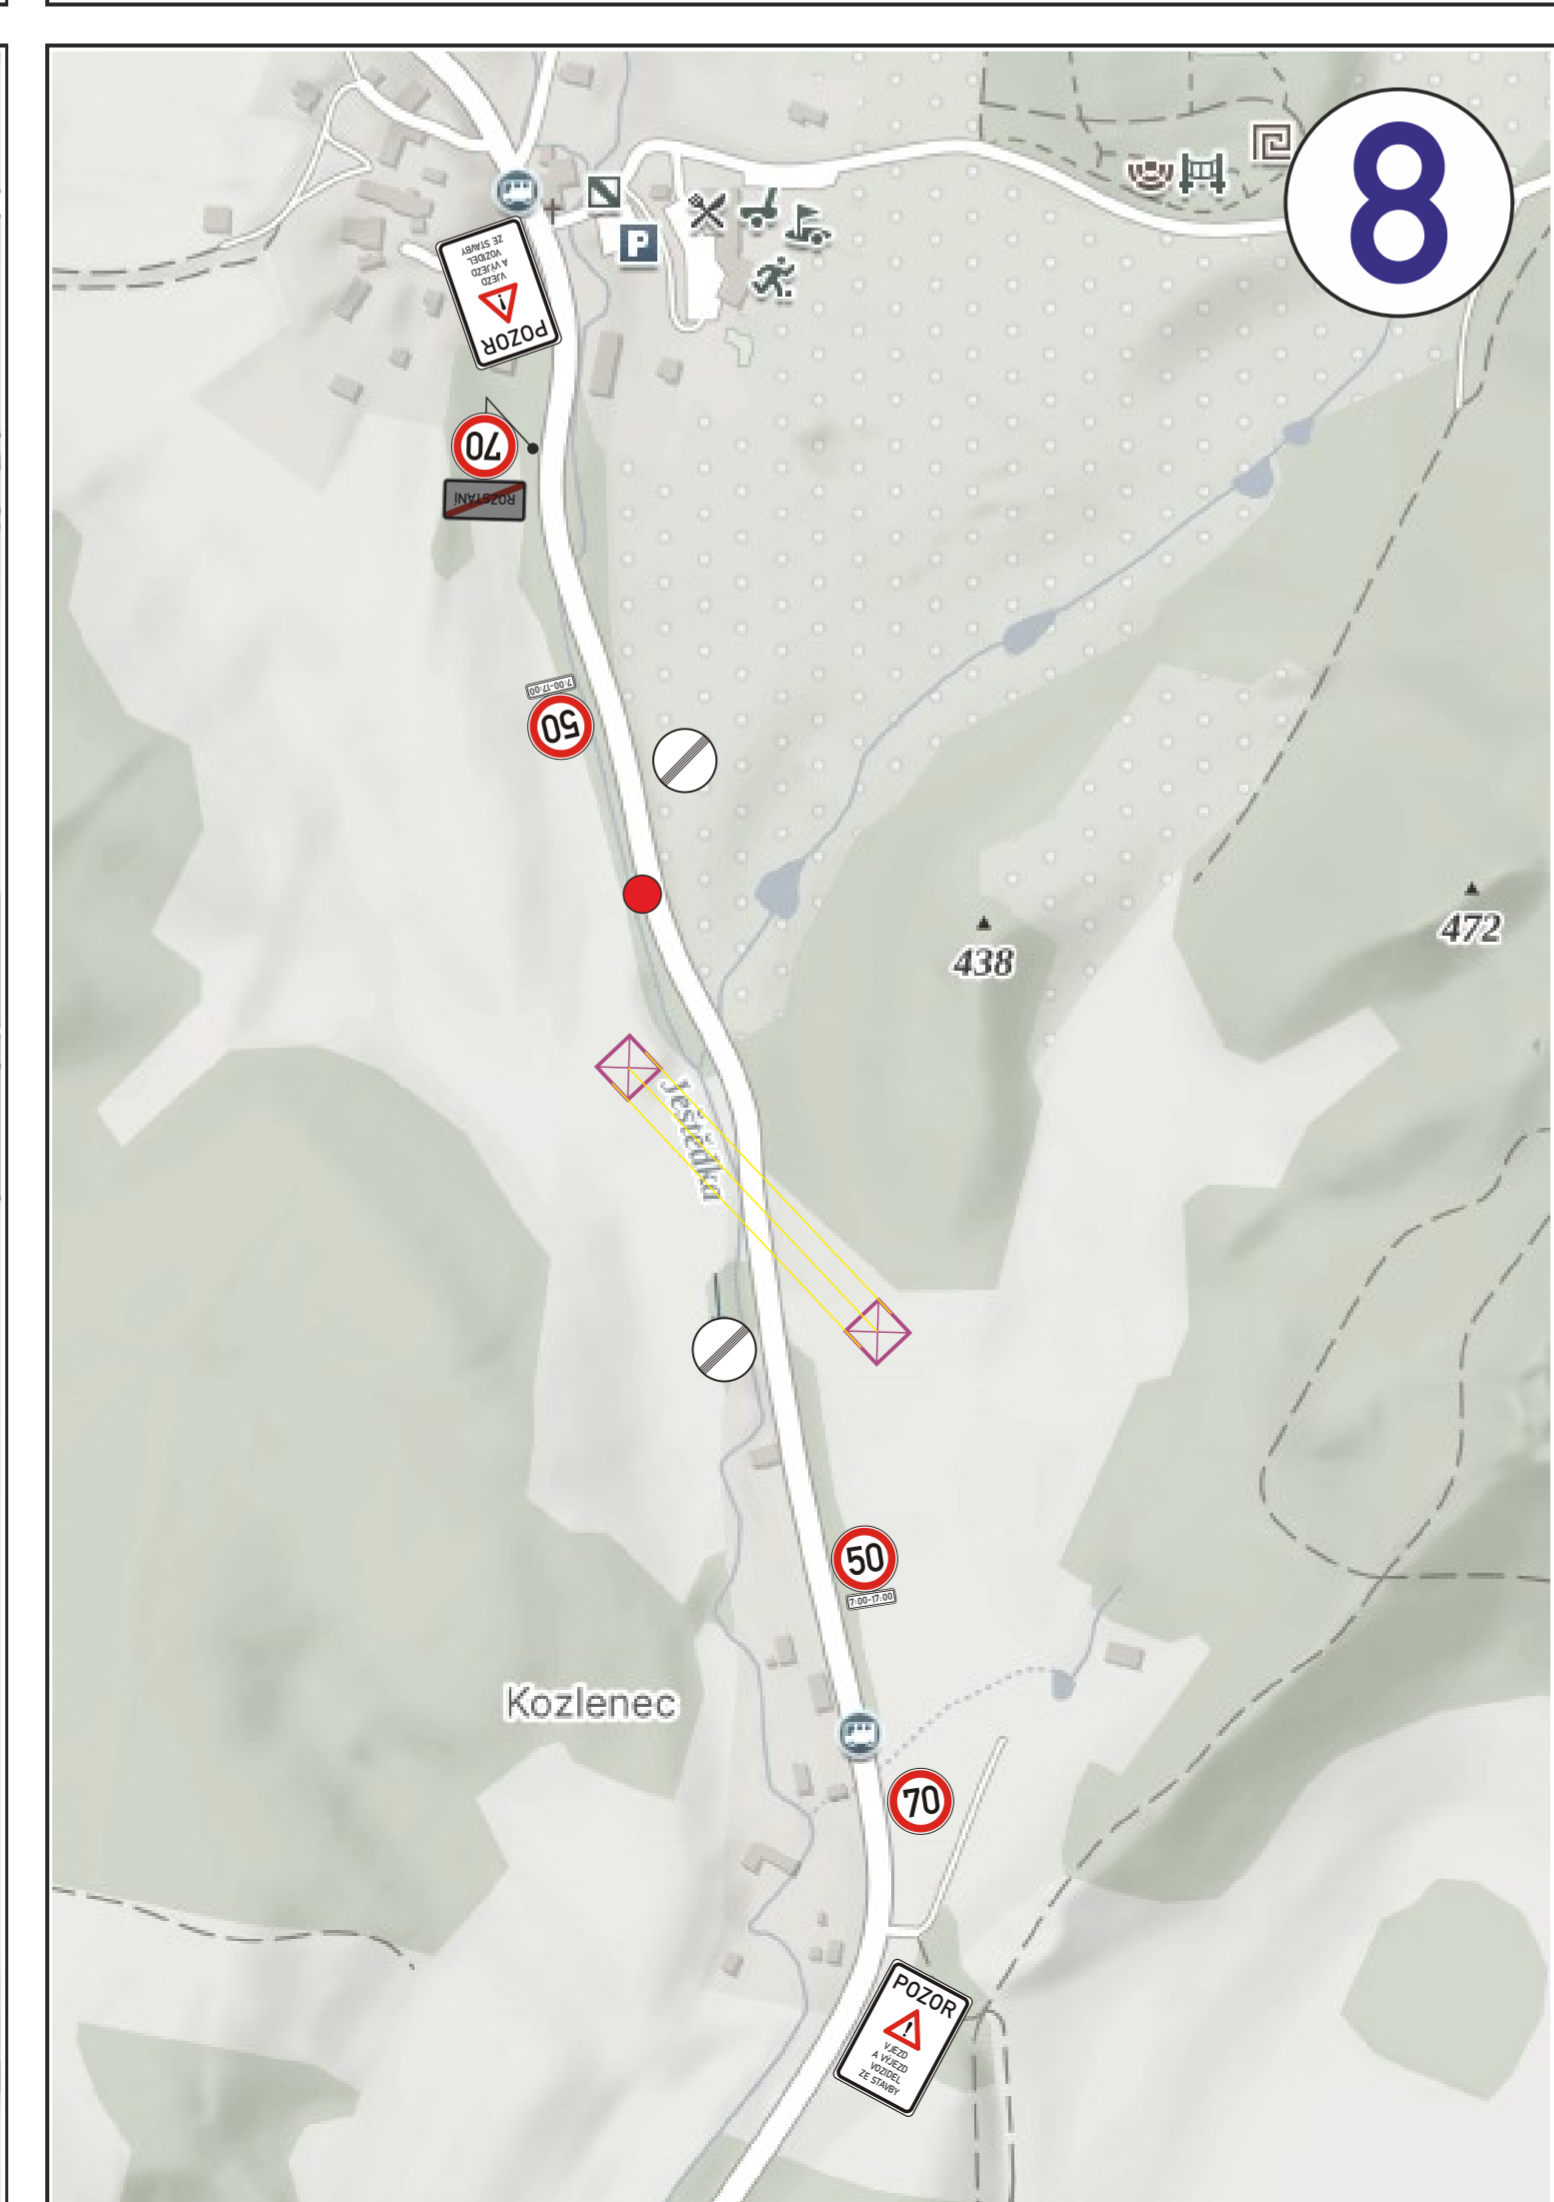 8
P
POZOR
VJEZD
A VÝJEZD
VOZIDEL
ZE STAVBY
70
ROZSTÁNÍ
50
7:00-17:00
438
472
Ještědka
50
7:00-17:00
Kozlenec
70
POZOR
VJEZD
A VÝJEZD
VOZIDEL
ZE STAVBY